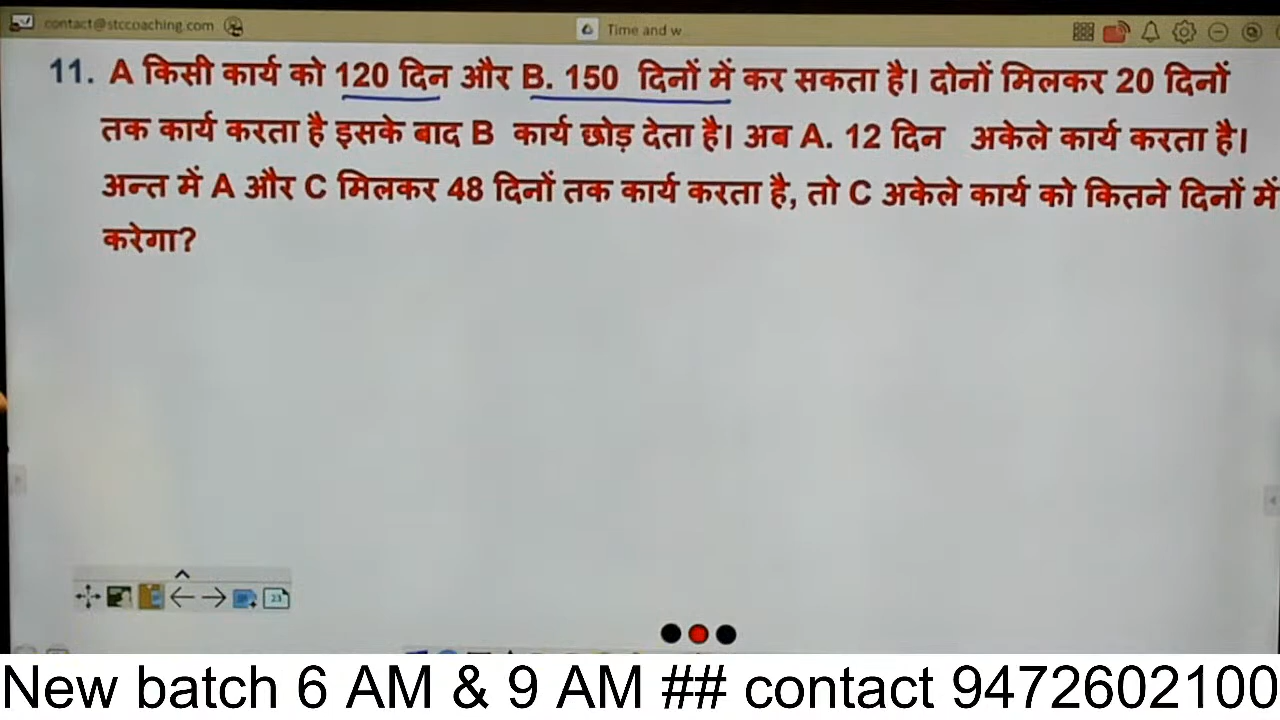 contact@stccoaching.com
Time and w..
11. A किसी कार्य को 120 दिन और B. 150 दिनों में कर सकता है। दोनों मिलकर 20 दिनों
तक कार्य करता है इसके बाद B कार्य छोड़ देता है। अब A. 12 दिन अकेले कार्य करता है।
अन्त में A और C मिलकर 48 दिनों तक कार्य करता है, तो C अकेले कार्य को कितने दिनों में
करेगा?
23
New batch 6 AM & 9 AM ## contact 9472602100